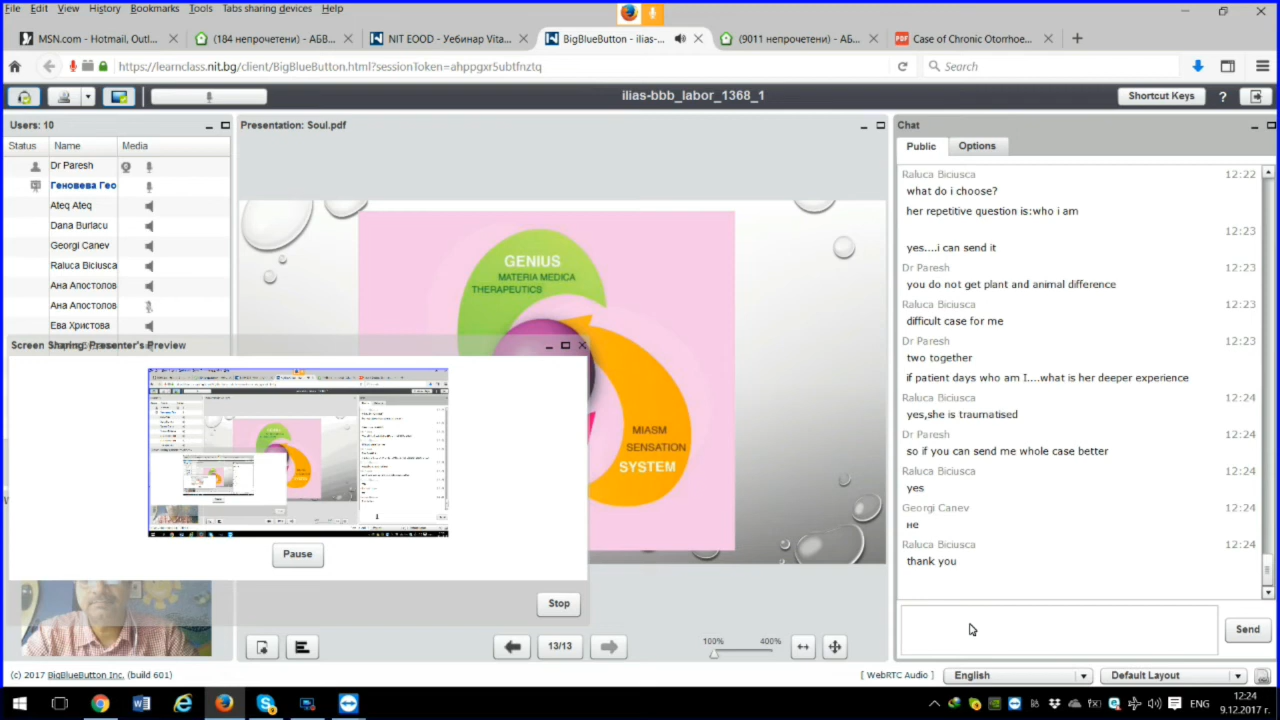 File Edit View History Bookmarks Tools Tabs sharing devices Help
MSN.com - Hotmail, Outl...
(184 непрочетени) - АБВ...
NIT EOOD - Уебинар Vita...
BigBlueButton - ilias-...
(9011 непрочетени) - АБ...
Case of Chronic Otorrhoe...
https://learnclass.nit.bg/client/BigBlueButton.html?sessionToken=ahppgxr5ubtfnztq
Search
ilias-bbb_labor_1368_1
Shortcut Keys
?
Users: 10
Status Name Media
Dr Paresh
Геновева Гео
Ateq Ateq
Dana Burlacu
Georgi Canev
Raluca Biciusca
Ана Апостолов
Ана Апостолов
Ева Христова
Screen Sharing: Presenter's Preview
Pause
Stop
Presentation: Soul.pdf
GENIUS
MATERIA MEDICA
THERAPEUTICS
MIASM
SENSATION
SYSTEM
13/13
100% 400%
Chat
Public Options
Raluca Biciusca 12:22
what do i choose?
her repetitive question is:who i am
12:23
yes....i can send it
Dr Paresh 12:23
you do not get plant and animal difference
Raluca Biciusca 12:23
difficult case for me
Dr Paresh 12:23
two together
if patient days who am I....what is her deeper experience
Raluca Biciusca 12:24
yes,she is traumatised
Dr Paresh 12:24
so if you can send me whole case better
Raluca Biciusca 12:24
yes
Georgi Canev 12:24
не
Raluca Biciusca 12:24
thank you
Send
(c) 2017 BigBlueButton Inc. (build 601)
[ WebRTC Audio ]
English
Default Layout
ENG
12:24
9.12.2017 г.